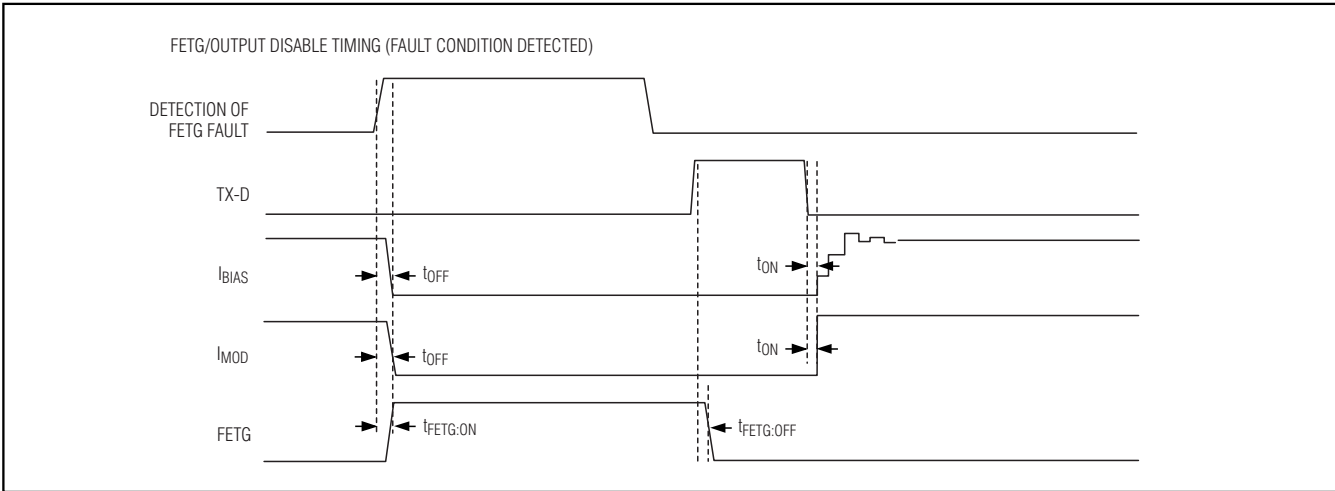 FETG/OUTPUT DISABLE TIMING (FAULT CONDITION DETECTED)
DETECTION OF
FETG FAULT
TX-D
IBIAS
tOFF
tON
IMOD
tOFF
tON
FETG
tFETG:ON
tFETG:OFF